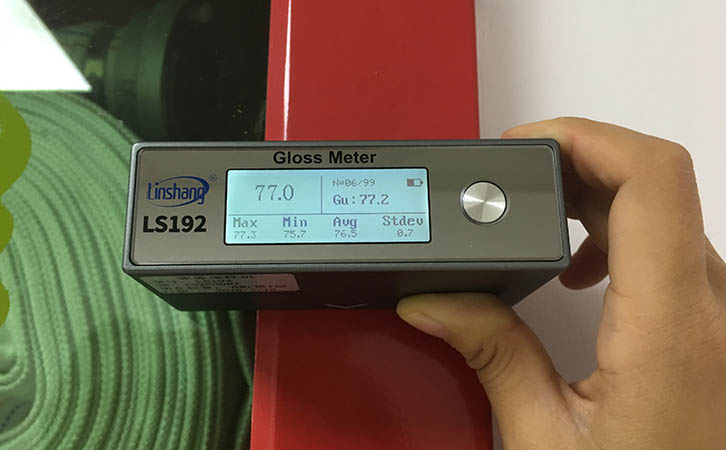 Gloss Meter
Linshang®
LS192
77.0
N=06/99
Gu:77.2
Max Min Avg Stdev
77.3 75.7 76.5 0.7